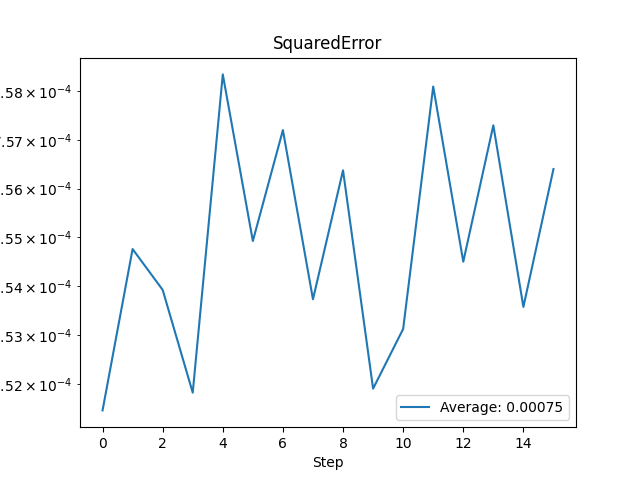 SquaredError
.58 × 10⁻⁴
.57 × 10⁻⁴
.56 × 10⁻⁴
.55 × 10⁻⁴
.54 × 10⁻⁴
.53 × 10⁻⁴
.52 × 10⁻⁴
Average: 0.00075
0 2 4 6 8 10 12 14
Step